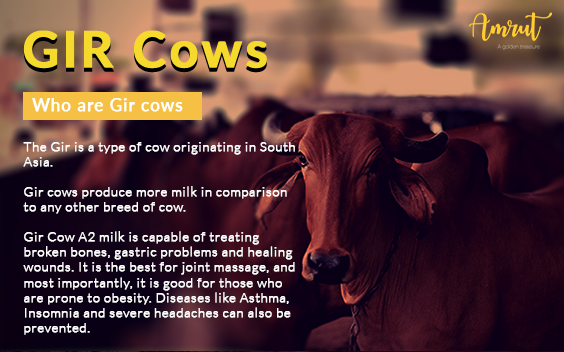 GIR Cows
Amrut
A golden treasure
Who are Gir cows
The Gir is a type of cow originating in South
Asia.
Gir cows produce more milk in comparison
to any other breed of cow.
Gir Cow A2 milk is capable of treating
broken bones, gastric problems and healing
wounds. It is the best for joint massage, and
most importantly, it is good for those who
are prone to obesity. Diseases like Asthma,
Insomnia and severe headaches can also be
prevented.